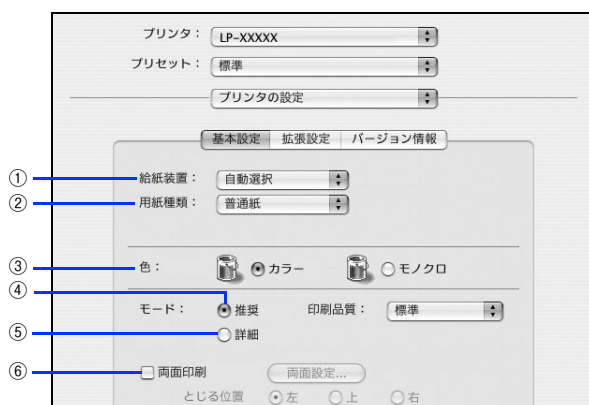 プリンタ： LP-XXXXX
プリセット： 標準
プリンタの設定
基本設定 拡張設定 バージョン情報
① 給紙装置： 自動選択
② 用紙種類： 普通紙
③ 色： カラー モノクロ
④ モード： 推奨 印刷品質： 標準
⑤ 詳細
⑥ 両面印刷 両面設定...
とじる位置 左 上 右